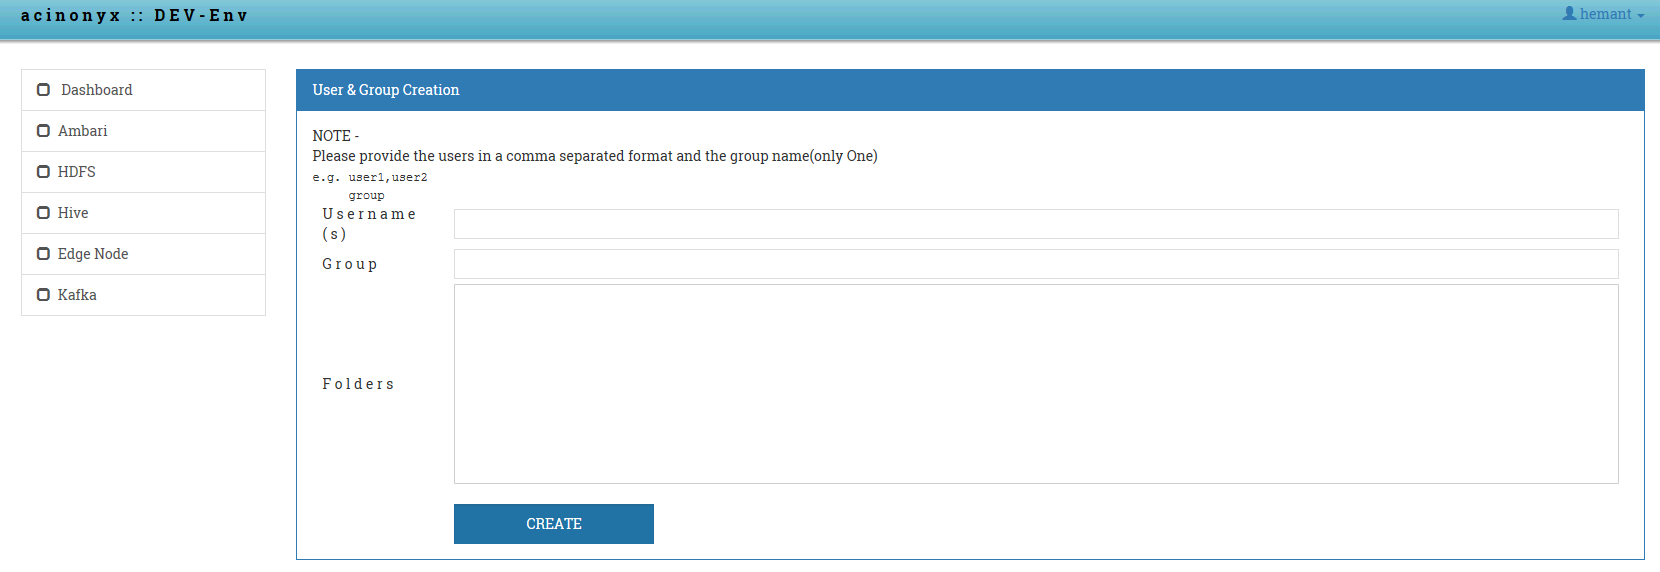 acinonyx :: DEV-Env
hemant
Dashboard
Ambari
HDFS
Hive
Edge Node
Kafka
User & Group Creation
NOTE -
Please provide the users in a comma separated format and the group name(only One)
e.g. user1,user2
group
Username
(s)
Group
Folders
CREATE